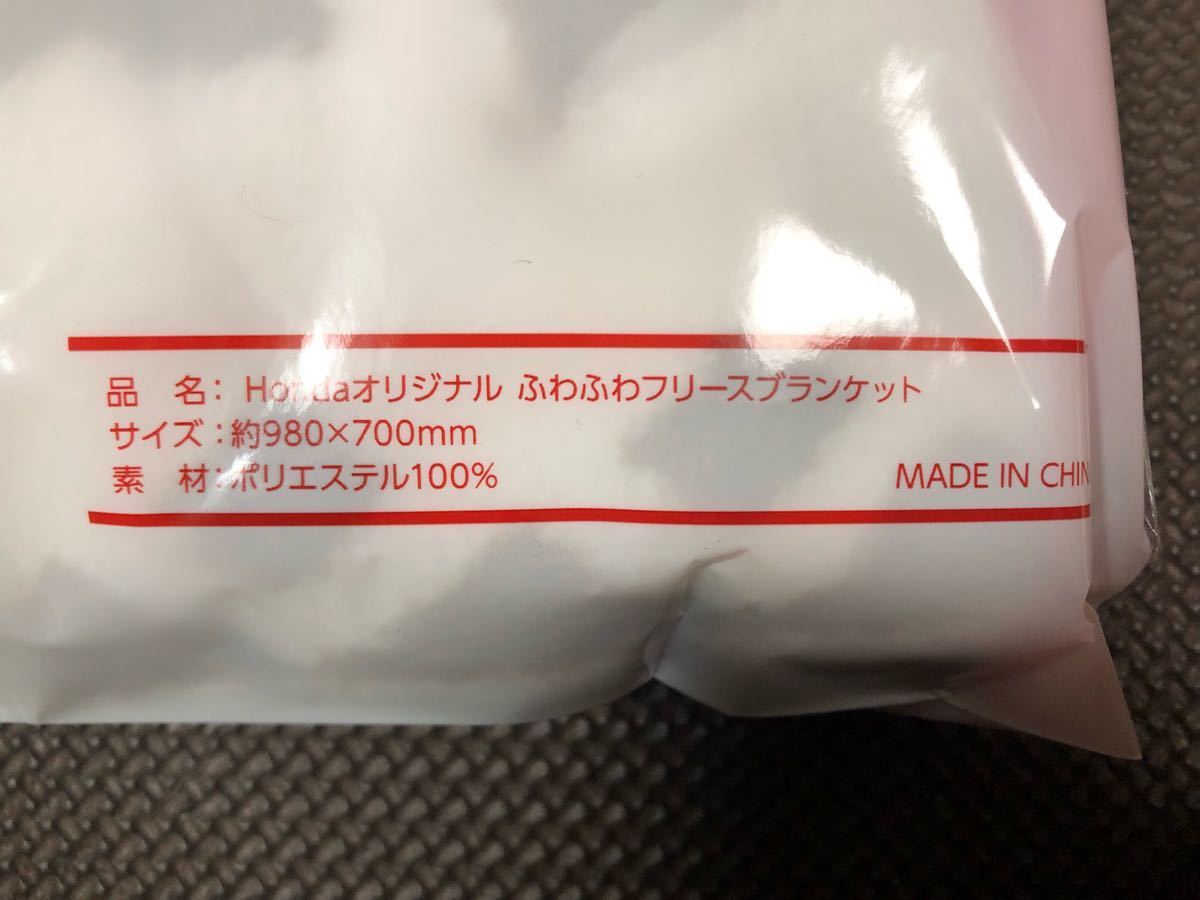 品　名： Hondaオリジナル ふわふわフリースブランケット
サイズ：約980×700mm
素　材：ポリエステル100%
MADE IN CHIN